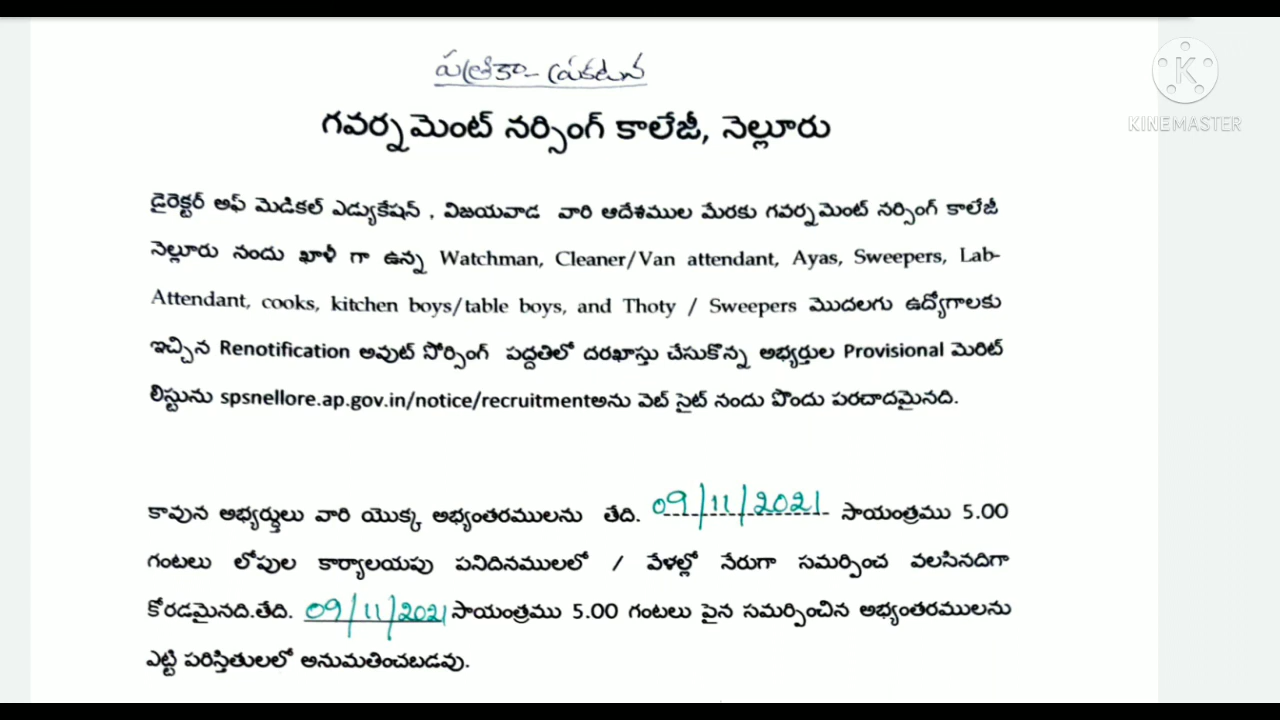 పత్రికా- ప్రకటన
గవర్నమెంట్ నర్సింగ్ కాలేజీ, నెల్లూరు
డైరెక్టర్ అఫ్ మెడికల్ ఎడ్యుకేషన్ , విజయవాడ వారి ఆదేశముల మేరకు గవర్నమెంట్ నర్సింగ్ కాలేజీ
నెల్లూరు నందు ఖాళీ గా ఉన్న Watchman, Cleaner/Van attendant, Ayas, Sweepers, Lab-
Attendant, cooks, kitchen boys/table boys, and Thoty / Sweepers మొదలగు ఉద్యోగాలకు
ఇచ్చిన Renotification అవుట్ సోర్సింగ్ పద్దతిలో దరఖాస్తు చేసుకొన్న అభ్యర్తుల Provisional మెరిట్
లిస్టును spsnellore.ap.gov.in/notice/recruitmentఅను వెబ్ సైట్ నందు పొందు పరచాదమైనది.
కావున అభ్యర్ధులు వారి యొక్క అభ్యంతరములను తేది. 09/11/2021 సాయంత్రము 5.00
గంటలు లోపుల కార్యాలయపు పనిదినములలో / వేళల్లో నేరుగా సమర్పించ వలసినదిగా
కోరడమైనది.తేది. 09/11/2021 సాయంత్రము 5.00 గంటలు పైన సమర్పించిన అభ్యంతరములను
ఎట్టి పరిస్తితులలో అనుమతించబడవు.
KINEMASTER